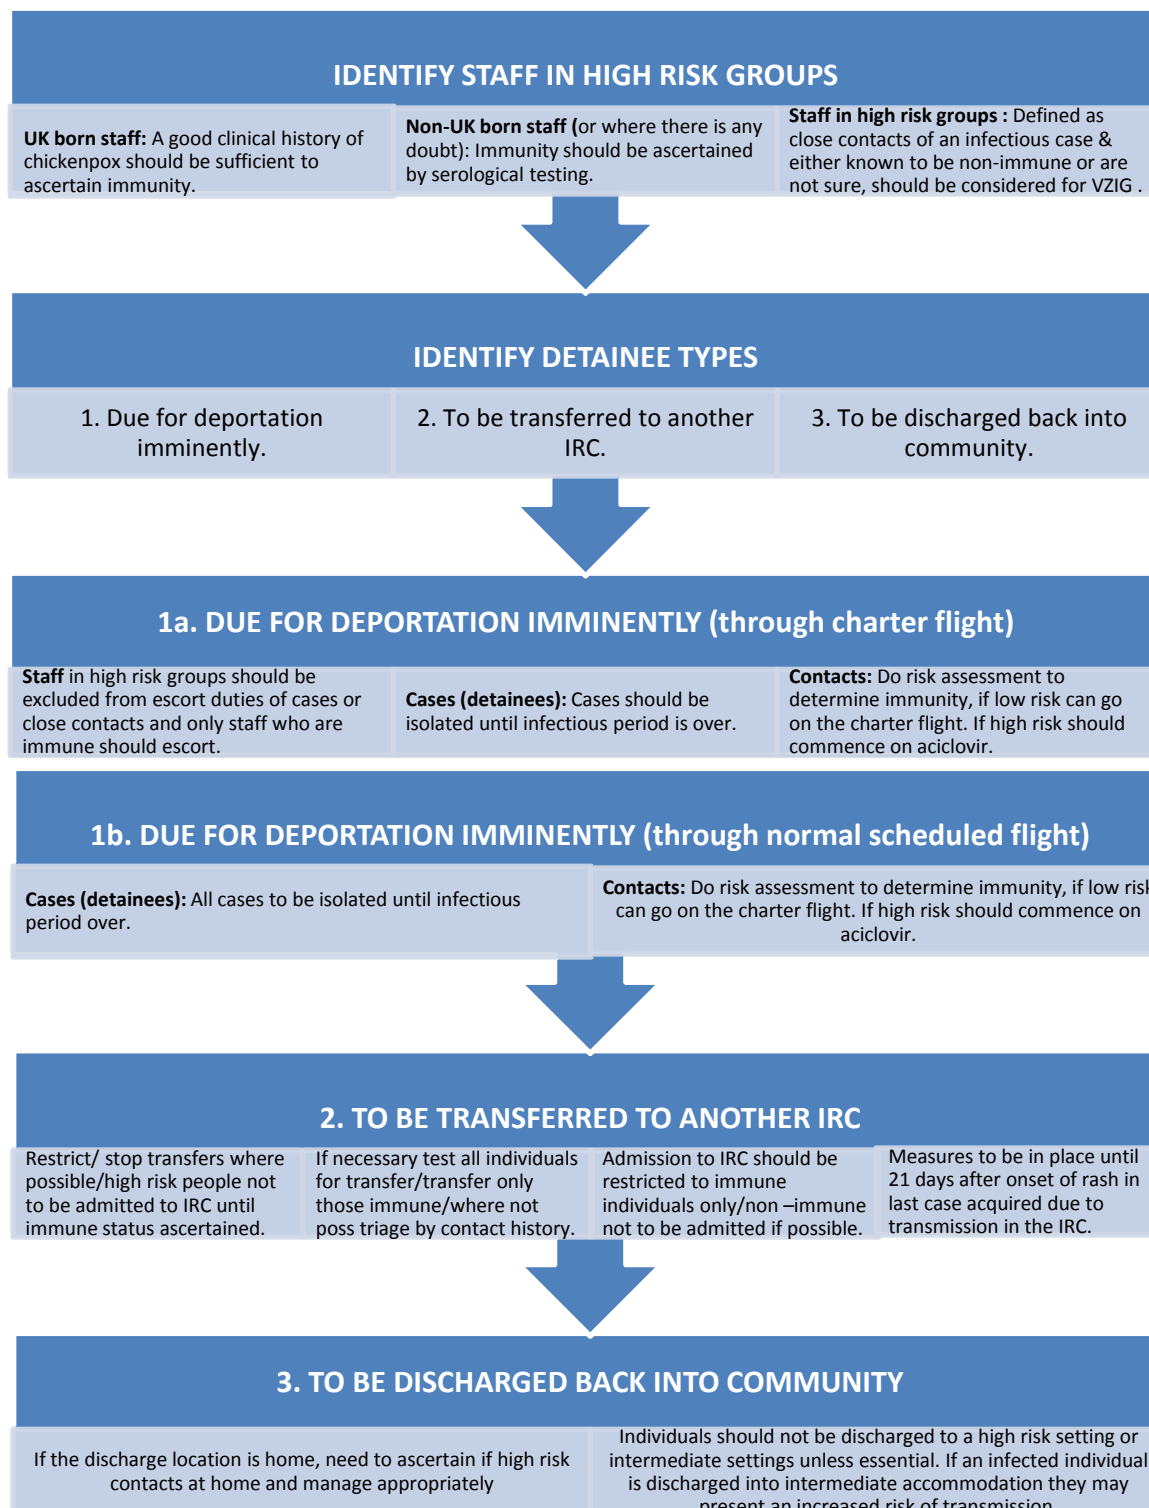 IDENTIFY STAFF IN HIGH RISK GROUPS
UK born staff: A good clinical history of
chickenpox should be sufficient to
ascertain immunity.
Non-UK born staff (or where there is any
doubt): Immunity should be ascertained
by serological testing.
Staff in high risk groups : Defined as
close contacts of an infectious case &
either known to be non-immune or are
not sure, should be considered for VZIG .
IDENTIFY DETAINEE TYPES
1. Due for deportation
imminently.
2. To be transferred to another
IRC.
3. To be discharged back into
community.
1a. DUE FOR DEPORTATION IMMINENTLY (through charter flight)
Staff in high risk groups should be
excluded from escort duties of cases or
close contacts and only staff who are
immune should escort.
Cases (detainees): Cases should be
isolated until infectious period is over.
Contacts: Do risk assessment to
determine immunity, if low risk can go
on the charter flight. If high risk should
commence on aciclovir.
1b. DUE FOR DEPORTATION IMMINENTLY (through normal scheduled flight)
Cases (detainees): All cases to be isolated until infectious
period over.
Contacts: Do risk assessment to determine immunity, if low risk
can go on the charter flight. If high risk should commence on
aciclovir.
2. TO BE TRANSFERRED TO ANOTHER IRC
Restrict/ stop transfers where
possible/high risk people not
to be admitted to IRC until
immune status ascertained.
If necessary test all individuals
for transfer/transfer only
those immune/where not
poss triage by contact history.
Admission to IRC should be
restricted to immune
individuals only/non –immune
not to be admitted if possible.
Measures to be in place until
21 days after onset of rash in
last case acquired due to
transmission in the IRC.
3. TO BE DISCHARGED BACK INTO COMMUNITY
If the discharge location is home, need to ascertain if high risk
contacts at home and manage appropriately
Individuals should not be discharged to a high risk setting or
intermediate settings unless essential. If an infected individual
is discharged into intermediate accommodation they may
present an increased risk of transmission